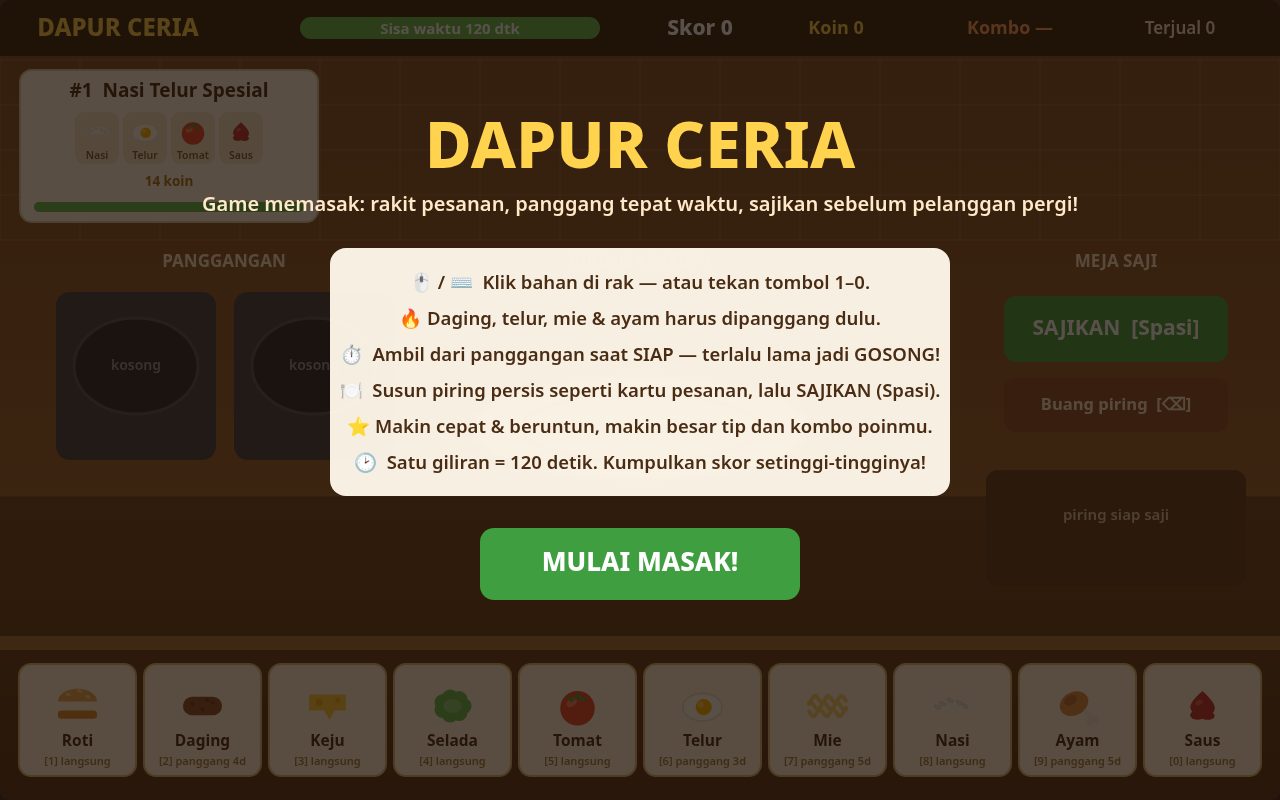 DAPUR CERIA
Sisa waktu 120 dtk
Skor 0
Koin 0
Kombo —
Terjual 0
#1 Nasi Telur Spesial
Nasi
Telur
Tomat
Saus
14 koin
DAPUR CERIA
Game memasak: rakit pesanan, panggang tepat waktu, sajikan sebelum pelanggan pergi!
PANGGANGAN
MEJA SAJI
kosong
kosong
🖱️ / ⌨️ Klik bahan di rak — atau tekan tombol 1–0.
🔥 Daging, telur, mie & ayam harus dipanggang dulu.
⏱️ Ambil dari panggangan saat SIAP — terlalu lama jadi GOSONG!
🍽️ Susun piring persis seperti kartu pesanan, lalu SAJIKAN (Spasi).
⭐ Makin cepat & beruntun, makin besar tip dan kombo poinmu.
🕑 Satu giliran = 120 detik. Kumpulkan skor setinggi-tingginya!
SAJIKAN [Spasi]
Buang piring [⌫]
piring siap saji
MULAI MASAK!
Roti
[1] langsung
Daging
[2] panggang 4d
Keju
[3] langsung
Selada
[4] langsung
Tomat
[5] langsung
Telur
[6] panggang 3d
Mie
[7] panggang 5d
Nasi
[8] langsung
Ayam
[9] panggang 5d
Saus
[0] langsung